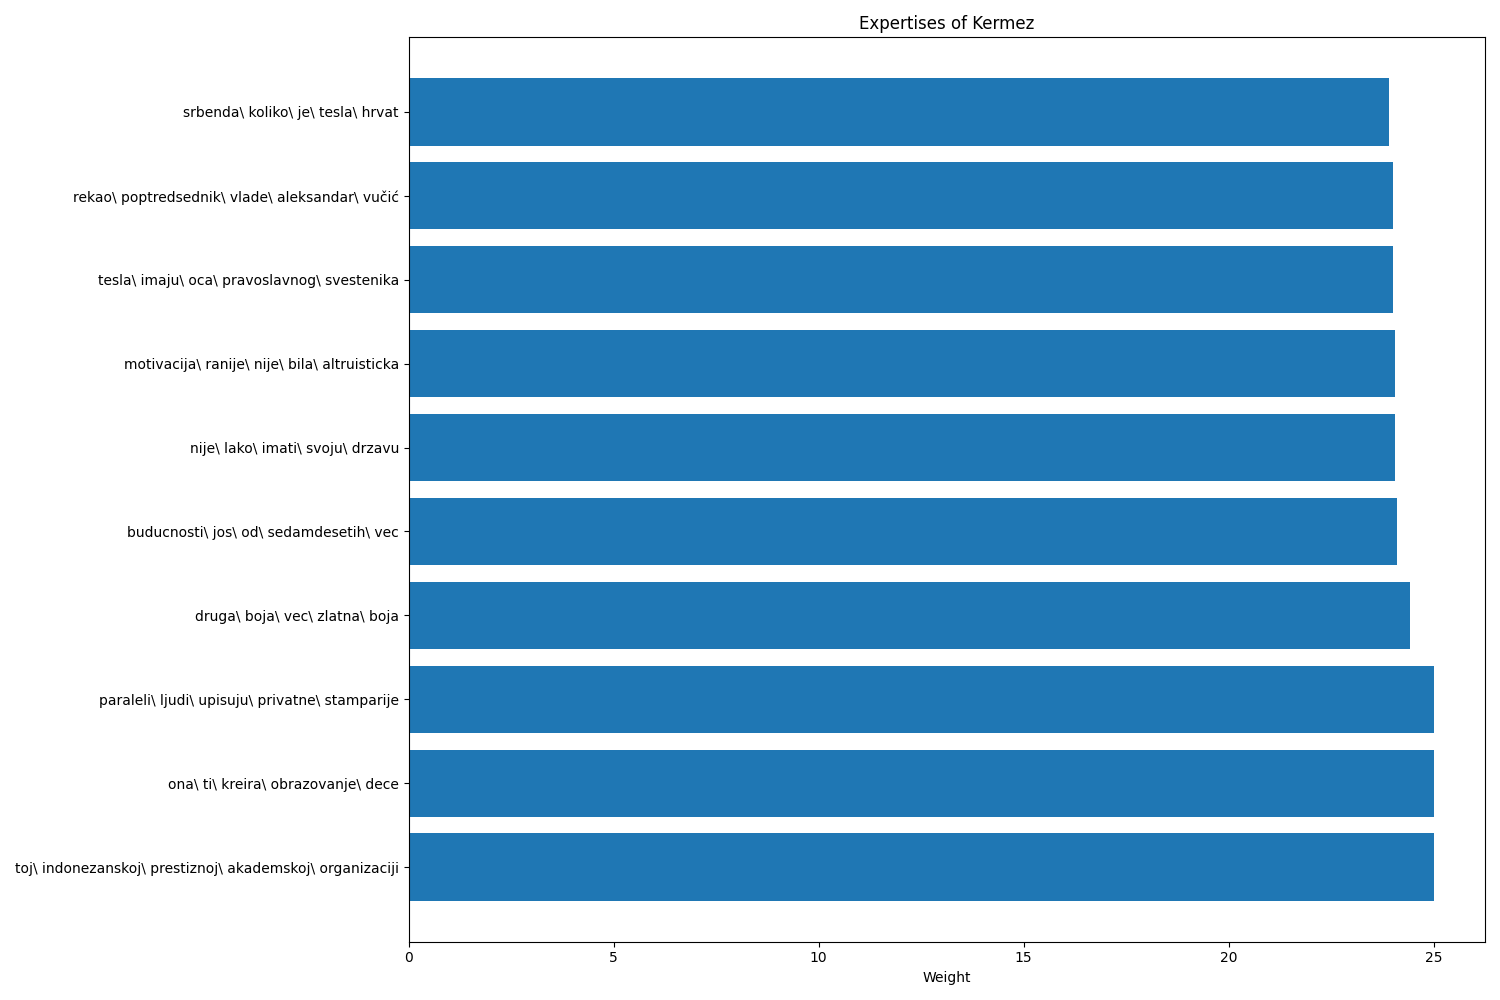 Expertises of Kermez
srbenda\ koliko\ je\ tesla\ hrvat
rekao\ poptredsednik\ vlade\ aleksandar\ vučić
tesla\ imaju\ oca\ pravoslavnog\ svestenika
motivacija\ ranije\ nije\ bila\ altruisticka
nije\ lako\ imati\ svoju\ drzavu
buducnosti\ jos\ od\ sedamdesetih\ vec
druga\ boja\ vec\ zlatna\ boja
paraleli\ ljudi\ upisuju\ privatne\ stamparije
ona\ ti\ kreira\ obrazovanje\ dece
toj\ indonezanskoj\ prestiznoj\ akademskoj\ organizaciji
0 5 10 15 20 25
Weight